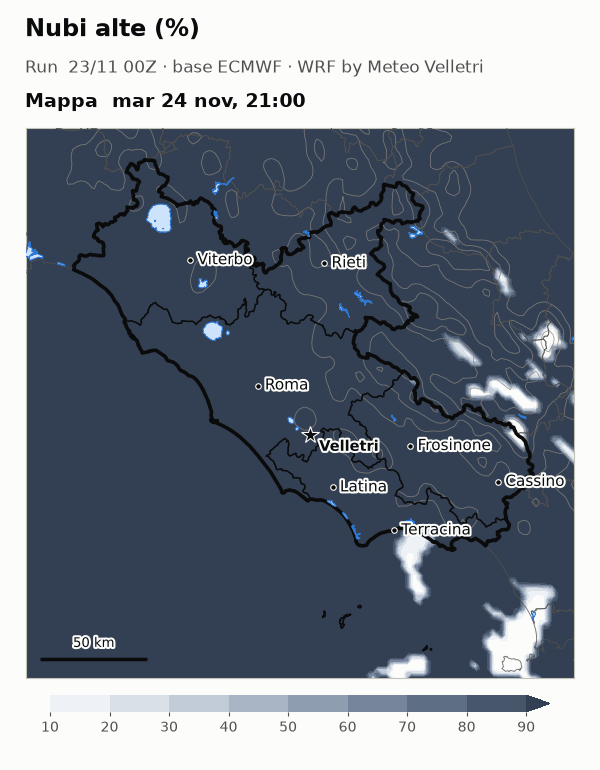 Nubi alte (%)
Run 23/11 00Z · base ECMWF · WRF by Meteo Velletri
Mappa mar 24 nov, 21:00
Viterbo
Rieti
Roma
Velletri
Frosinone
Latina
Cassino
Terracina
50 km
10 20 30 40 50 60 70 80 90